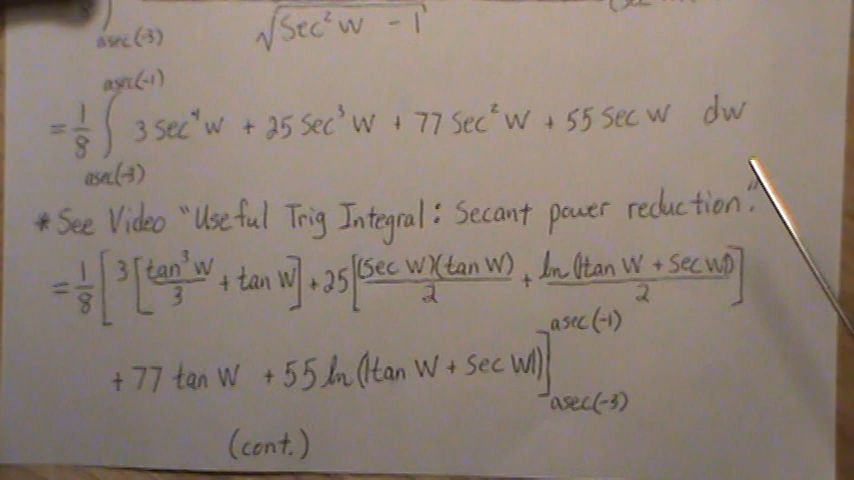 8 ∫
asec(-3) √(Sec² W - 1)
asec(-1)
= 1/8 ∫ 3 Sec⁴ W + 25 Sec³ W + 77 Sec² W + 55 Sec W dW
asec(-3)
* See Video "Useful Trig Integral: Secant power reduction."
= 1/8 [ 3 [ tan³ W / 3 + tan W ] + 25 [ (Sec W)(tan W) / 2 + ln (|tan W + Sec W|) / 2 ]
+ 77 tan W + 55 ln (|tan W + Sec W|) ] asec(-1)
asec(-3)
(cont.)